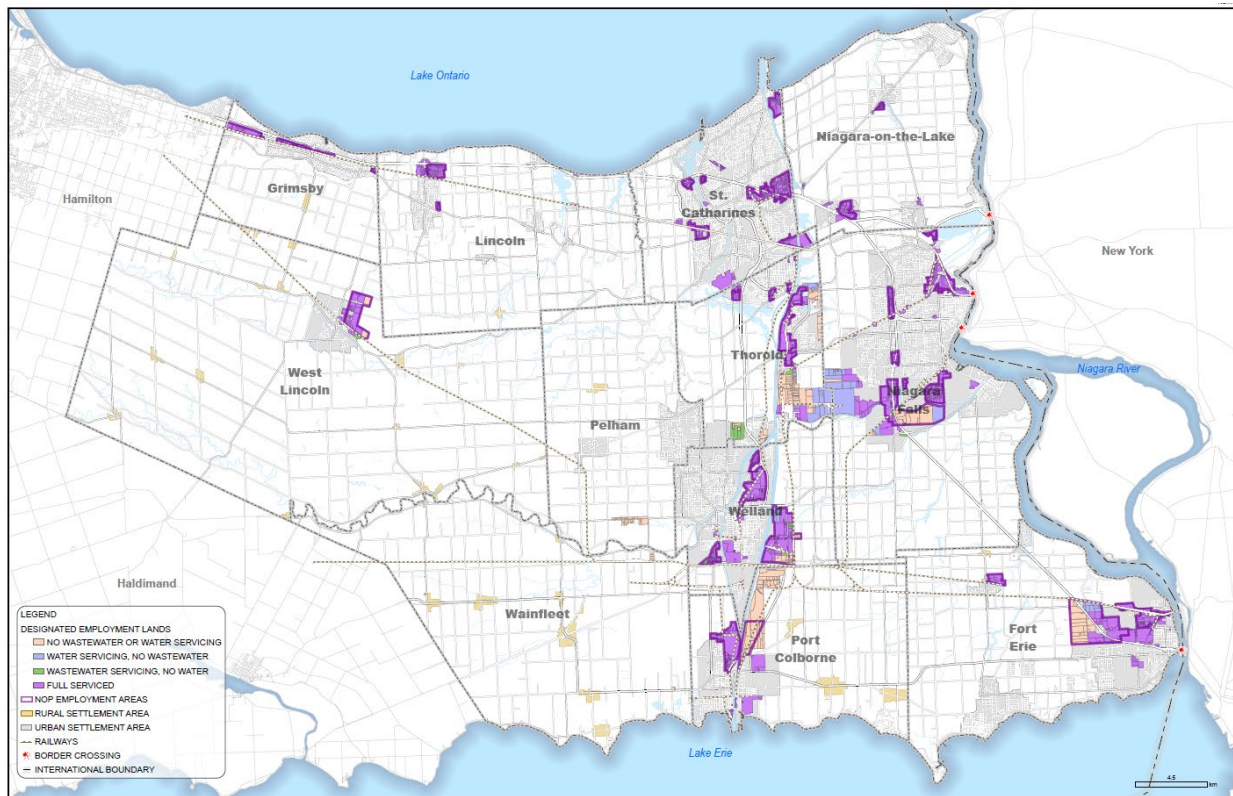 Lake Ontario
Niagara-on-the-Lake
Grimsby
Hamilton
St.
Catharines
Lincoln
New York
West
Lincoln
Thorold
Niagara River
Niagara
Falls
Pelham
Welland
Haldimand
Wainfleet
Port
Colborne
Fort
Erie
Lake Erie
LEGEND
DESIGNATED EMPLOYMENT LANDS
NO WASTEWATER OR WATER SERVICING
WATER SERVICING, NO WASTEWATER
WASTEWATER SERVICING, NO WATER
FULL SERVICED
NOP EMPLOYMENT AREAS
RURAL SETTLEMENT AREA
URBAN SETTLEMENT AREA
RAILWAYS
BORDER CROSSING
INTERNATIONAL BOUNDARY
4.5
km